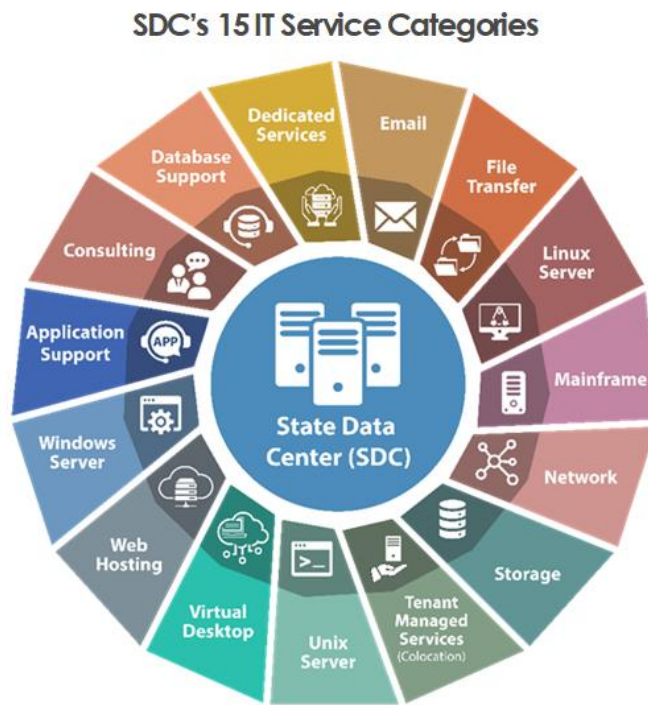 SDC's 15 IT Service Categories
Dedicated
Services
Email
File
Transfer
Linux
Server
Mainframe
Network
Storage
Tenant
Managed
Services
(Colocation)
Unix
Server
Virtual
Desktop
Web
Hosting
Windows
Server
Application
Support
APP
Consulting
Database
Support
State Data
Center (SDC)
>_